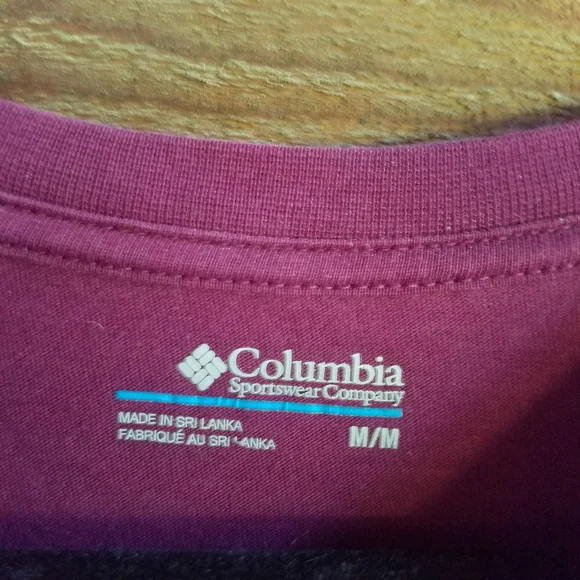 Columbia
Sportswear Company
MADE IN SRI LANKA
FABRIQUÉ AU SRI LANKA
M/M